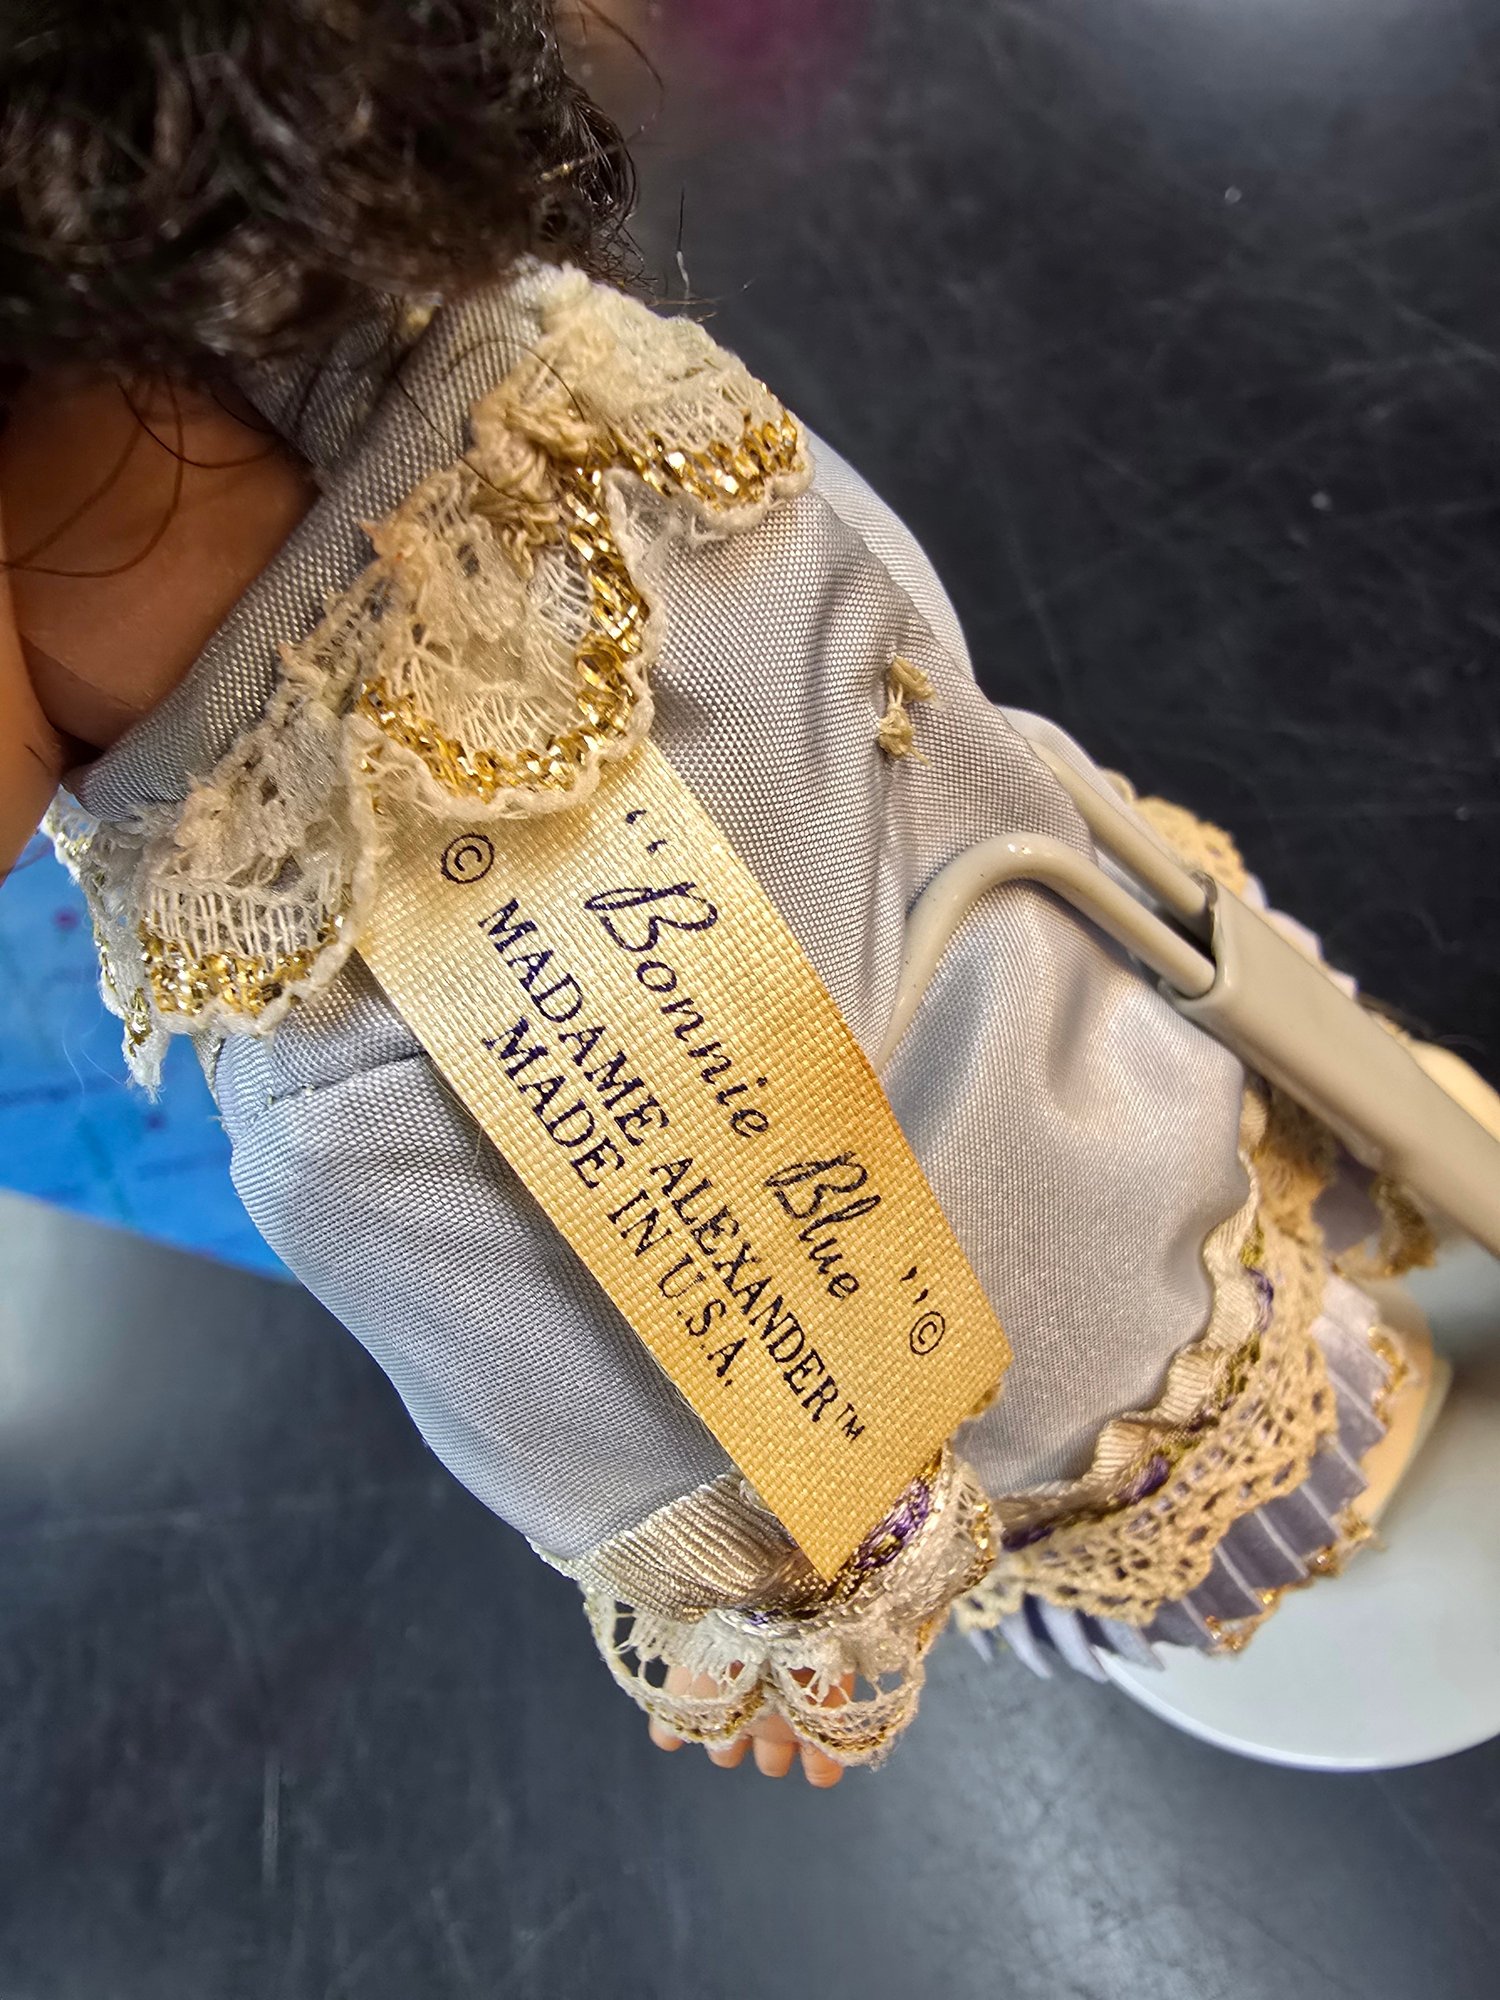 "Bonnie Blue"©
© MADAME ALEXANDER™
MADE IN U.S.A.